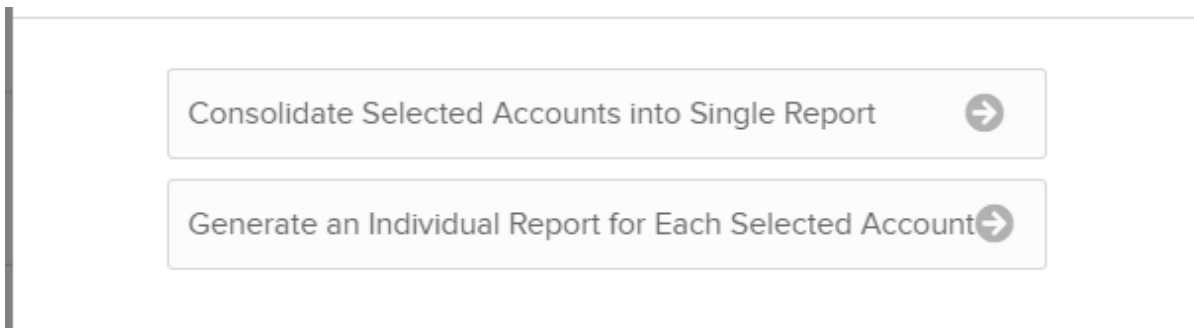 Consolidate Selected Accounts into Single Report
Generate an Individual Report for Each Selected Account